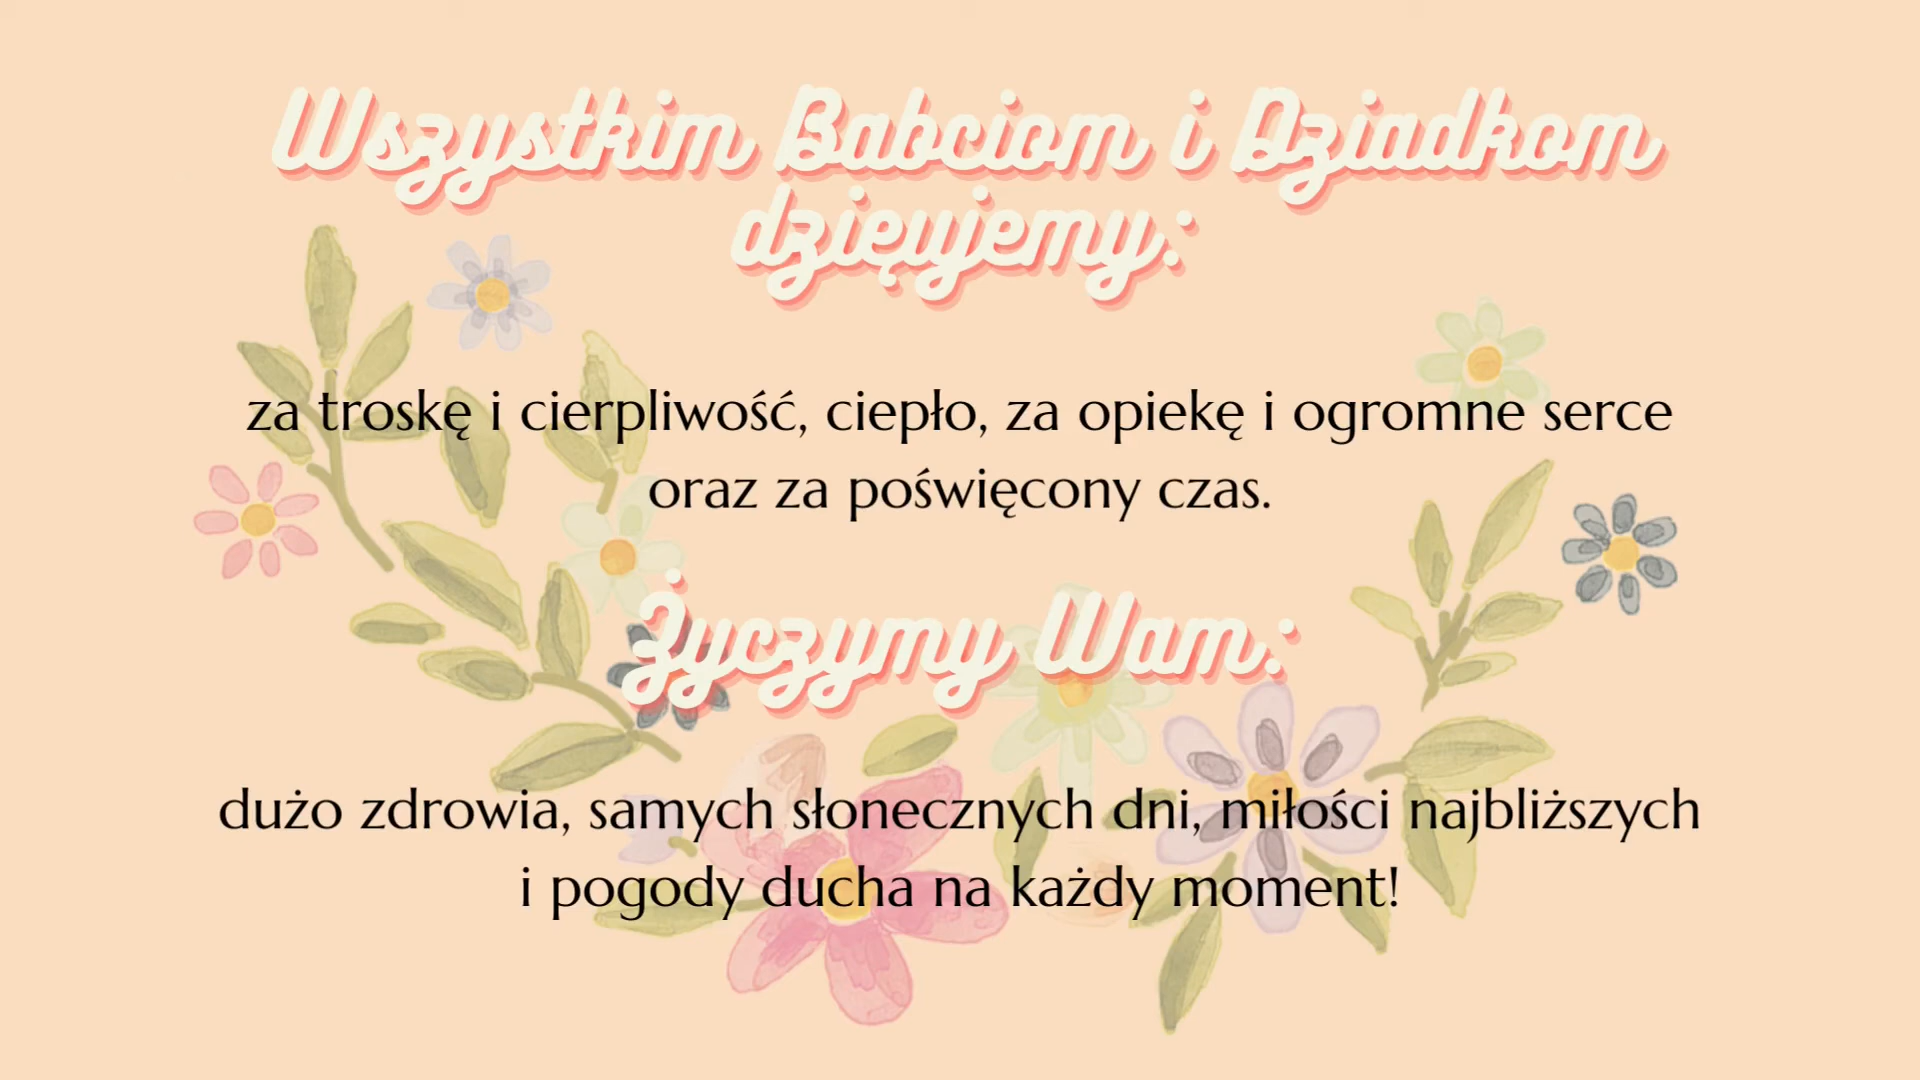 Wszystkim Babciom i Dziadkom
dzięujemy:
za troskę i cierpliwość, ciepło, za opiekę i ogromne serce
oraz za poświęcony czas.
Życzymy Wam:
dużo zdrowia, samych słonecznych dni, miłości najbliższych
i pogody ducha na każdy moment!